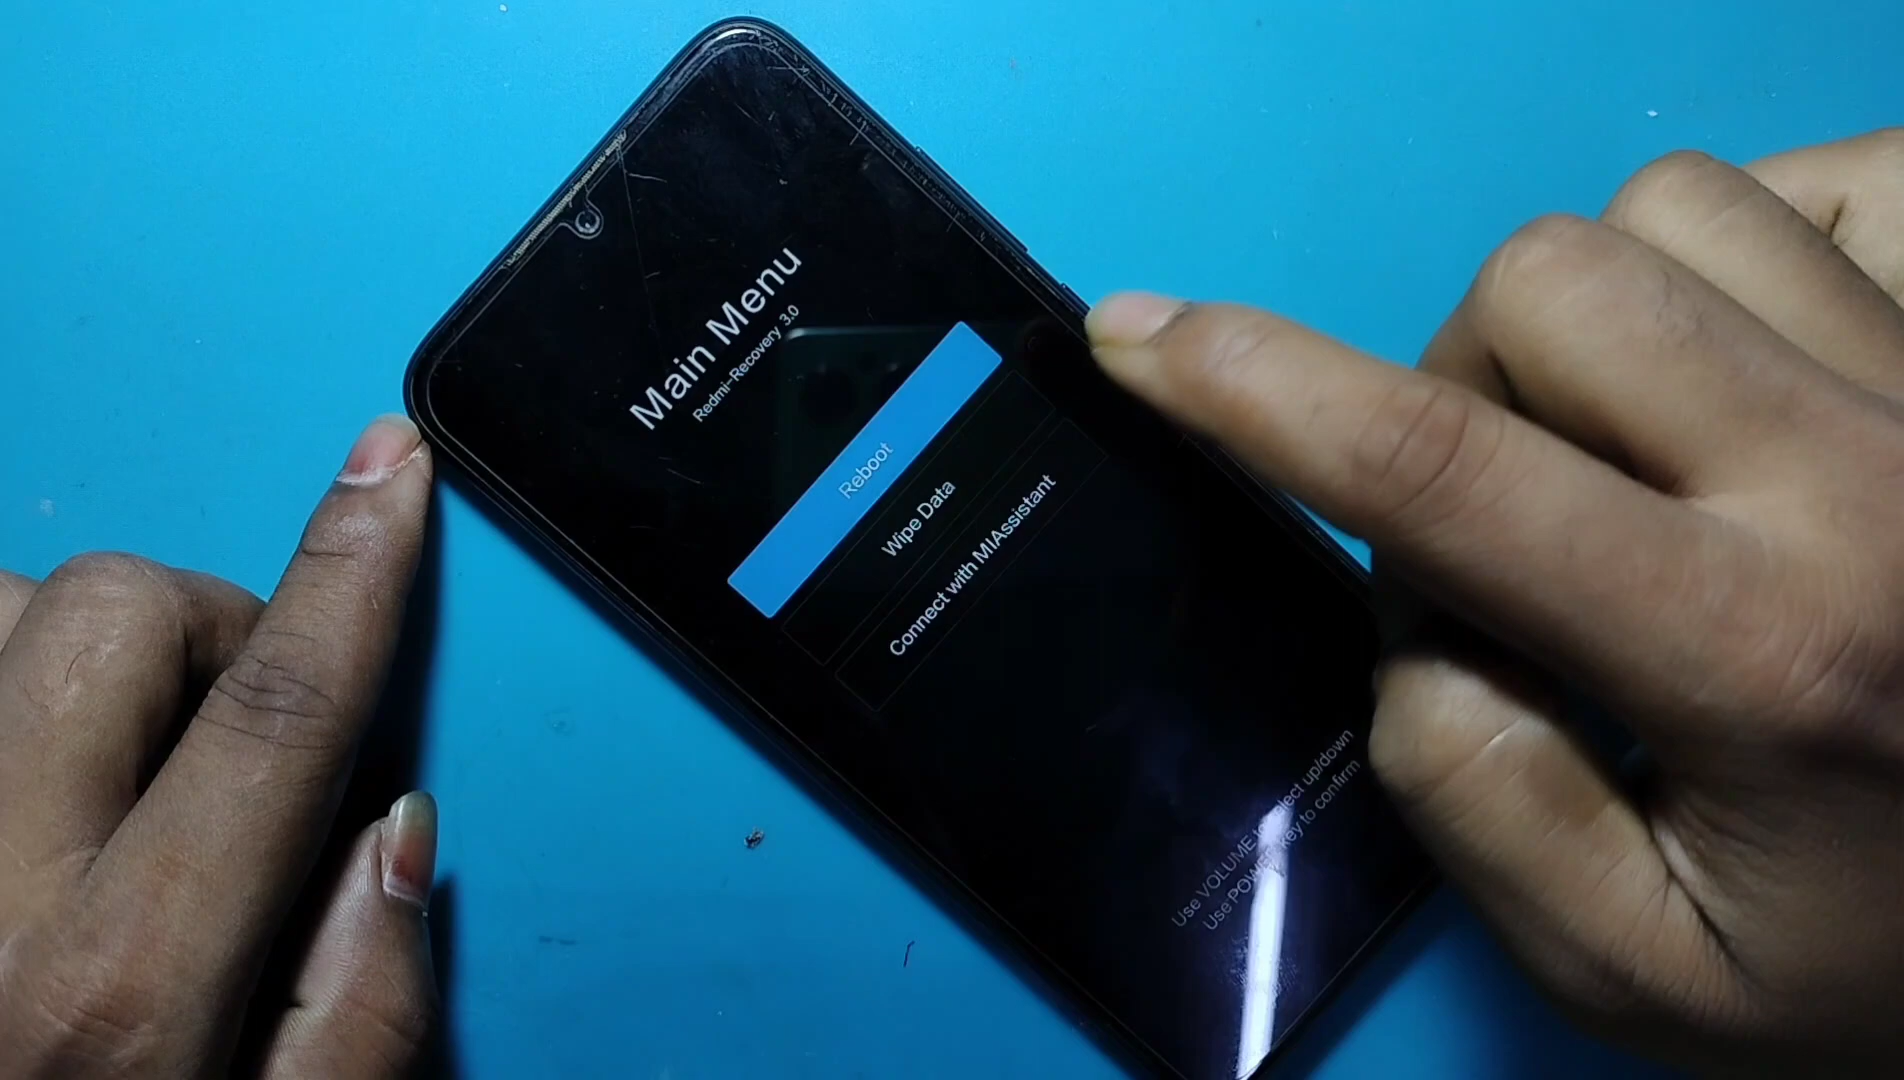 Main Menu
Redmi-Recovery 3.0
Reboot
Wipe Data
Connect with MIAssistant
Use VOLUME to select up/down
Use POWER key to confirm